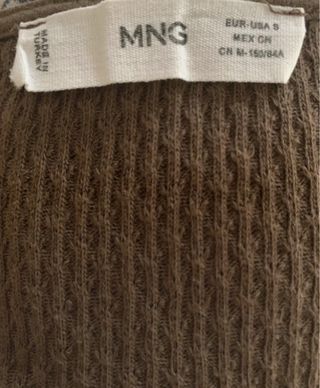 MADE IN
TURKEY
MNG
EUR-USA S
MEX CH
CN M-160/84A